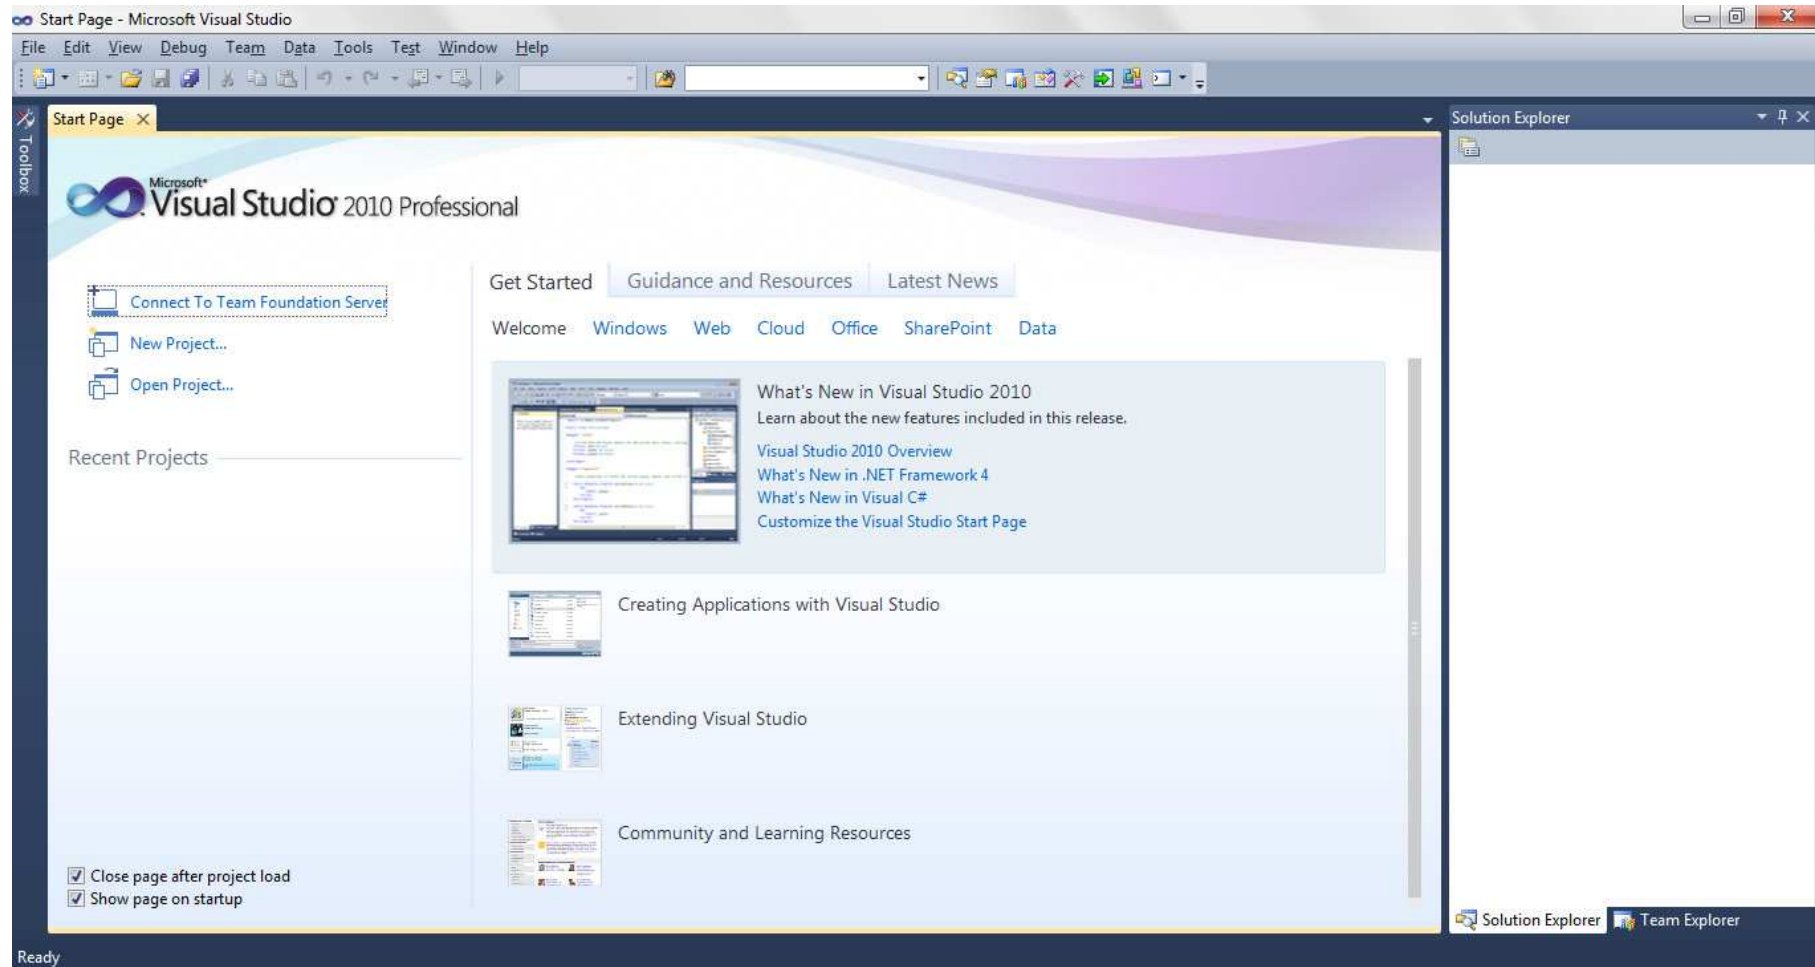 Start Page - Microsoft Visual Studio
File Edit View Debug Team Data Tools Test Window Help
Toolbox
Start Page
Solution Explorer
Microsoft
Visual Studio 2010 Professional
Connect To Team Foundation Server
New Project...
Open Project...
Recent Projects
Close page after project load
Show page on startup
Get Started Guidance and Resources Latest News
Welcome Windows Web Cloud Office SharePoint Data
What's New in Visual Studio 2010
Learn about the new features included in this release.
Visual Studio 2010 Overview
What's New in .NET Framework 4
What's New in Visual C#
Customize the Visual Studio Start Page
Creating Applications with Visual Studio
Extending Visual Studio
Community and Learning Resources
Solution Explorer Team Explorer
Ready